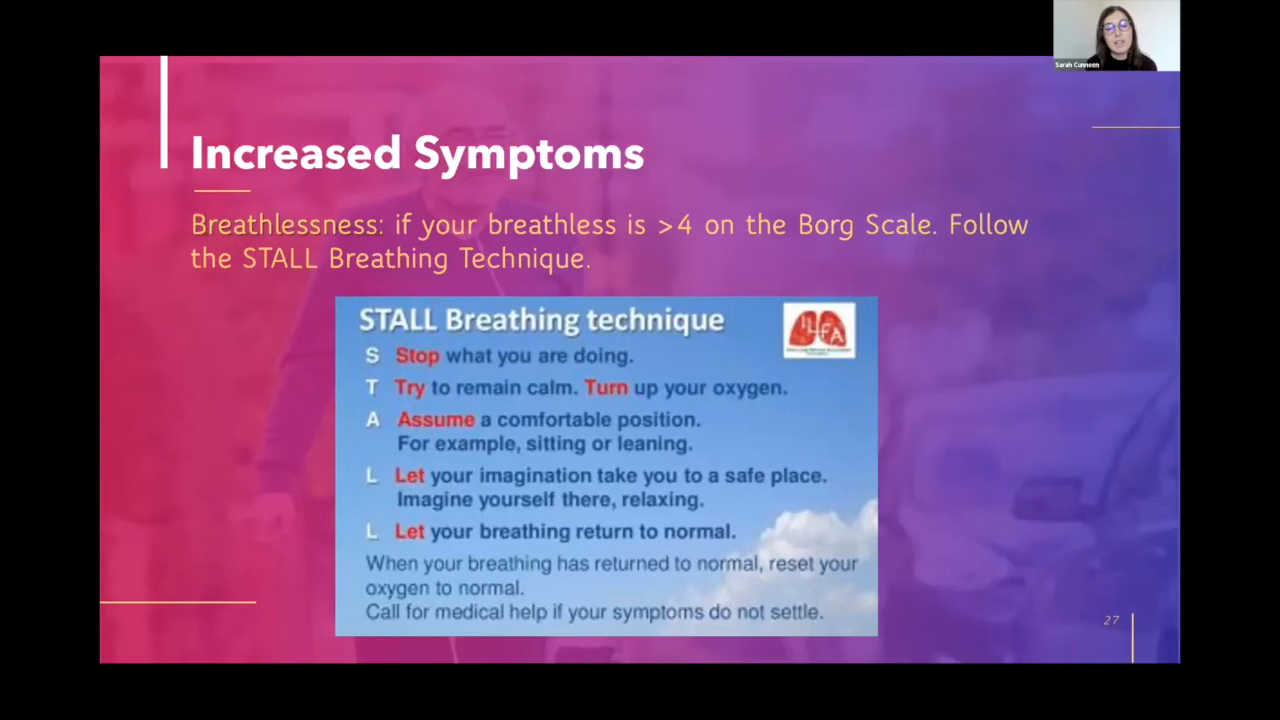 Sarah Cunneen
Increased Symptoms
Breathlessness: if your breathless is >4 on the Borg Scale. Follow
the STALL Breathing Technique.
STALL Breathing technique
ILFA
S Stop what you are doing.
T Try to remain calm. Turn up your oxygen.
A Assume a comfortable position.
For example, sitting or leaning.
L Let your imagination take you to a safe place.
Imagine yourself there, relaxing.
L Let your breathing return to normal.
When your breathing has returned to normal, reset your
oxygen to normal.
Call for medical help if your symptoms do not settle.
27